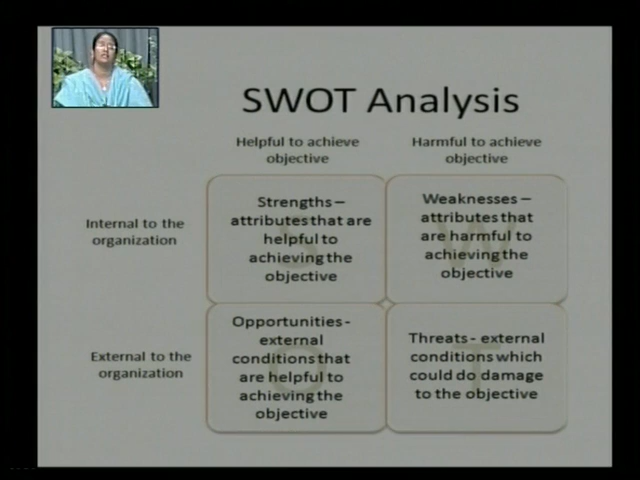 SWOT Analysis
Helpful to achieve
objective
Harmful to achieve
objective
Internal to the
organization
Strengths –
attributes that are
helpful to
achieving the
objective
Weaknesses –
attributes that
are harmful to
achieving the
objective
External to the
organization
Opportunities -
external
conditions that
are helpful to
achieving the
objective
Threats - external
conditions which
could do damage
to the objective
S
W
O
T